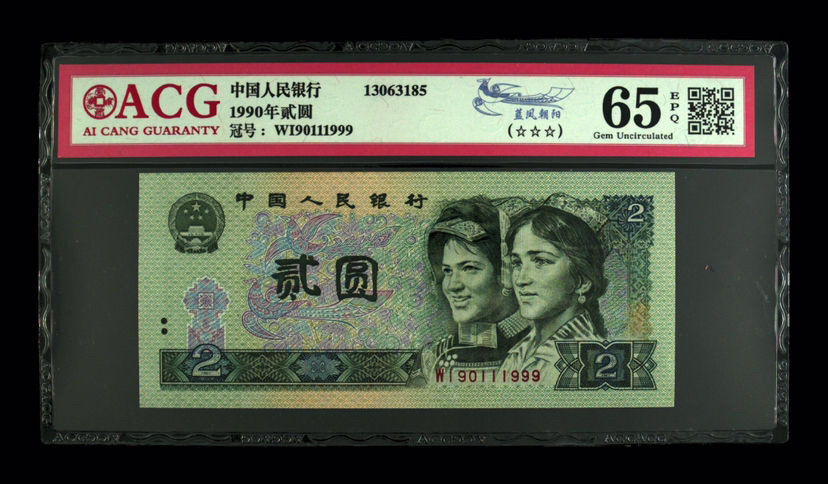 ACG
AI CANG GUARANTY
中国人民银行 13063185
1990年贰圆
冠号： WI90111999
蓝凤朝阳
(☆☆☆)
65
EPQ
Gem Uncirculated
中国人民银行
2
贰圆
2
WI90111999
2